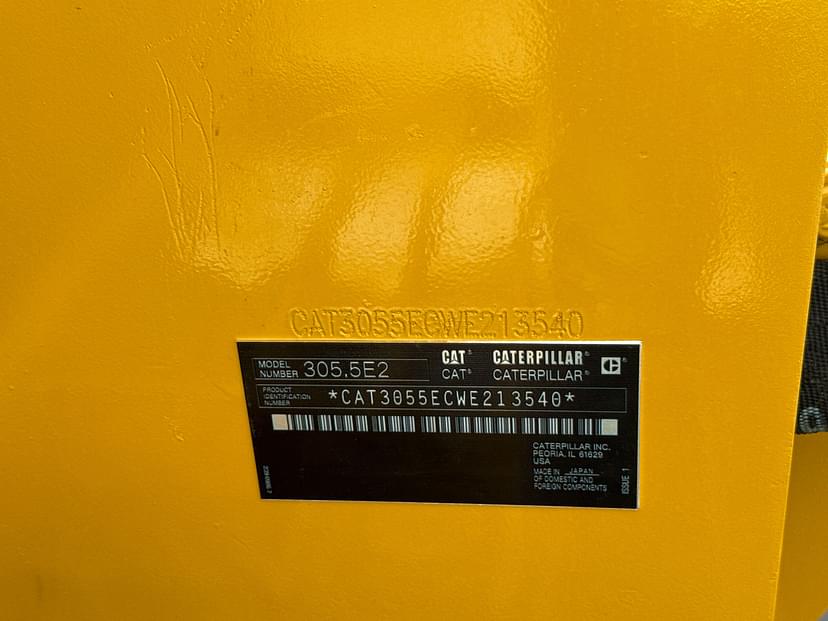 CAT3055ECWE213540
MODEL NUMBER 305.5E2
CAT® CATERPILLAR®
CAT® CATERPILLAR®
PRODUCT IDENTIFICATION NUMBER *CAT3055ECWE213540*
CATERPILLAR INC.
PEORIA, IL 61629
USA
MADE IN JAPAN
OF DOMESTIC AND
FOREIGN COMPONENTS
ISSUE 1